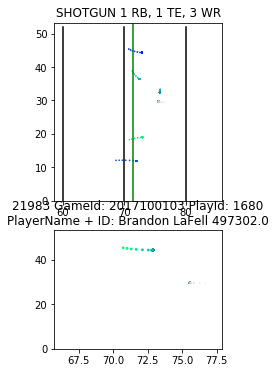 SHOTGUN 1 RB, 1 TE, 3 WR
50
40
30
20
10
0
60 70 80
21983 GameId: 2017100103, PlayId: 1680
PlayerName + ID: Brandon LaFell 497302.0
40
20
0
67.5 70.0 72.5 75.0 77.5